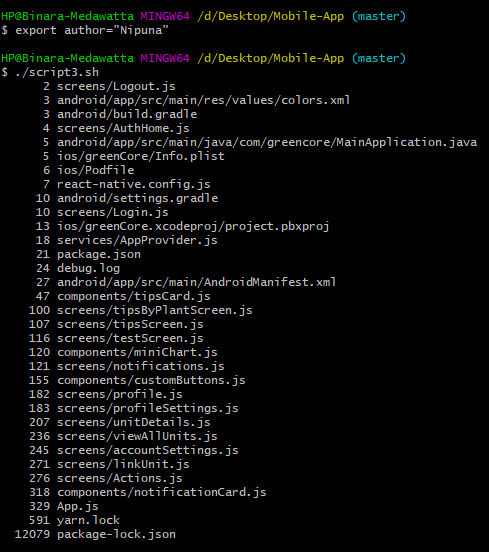 HP@Binara-Medawatta MINGW64 /d/Desktop/Mobile-App (master)
$ export author="Nipuna"
HP@Binara-Medawatta MINGW64 /d/Desktop/Mobile-App (master)
$ ./script3.sh
2 screens/Logout.js
3 android/app/src/main/res/values/colors.xml
3 android/build.gradle
4 screens/AuthHome.js
5 android/app/src/main/java/com/greencore/MainApplication.java
5 ios/greenCore/Info.plist
6 ios/Podfile
7 react-native.config.js
10 android/settings.gradle
10 screens/Login.js
13 ios/greenCore.xcodeproj/project.pbxproj
18 services/AppProvider.js
21 package.json
24 debug.log
27 android/app/src/main/AndroidManifest.xml
47 components/tipsCard.js
100 screens/tipsByPlantScreen.js
107 screens/tipsScreen.js
116 screens/testScreen.js
120 components/miniChart.js
121 screens/notifications.js
155 components/customButtons.js
182 screens/profile.js
183 screens/profileSettings.js
207 screens/unitDetails.js
236 screens/viewAllUnits.js
245 screens/accountSettings.js
271 screens/linkUnit.js
276 screens/Actions.js
318 components/notificationCard.js
329 App.js
591 yarn.lock
12079 package-lock.json